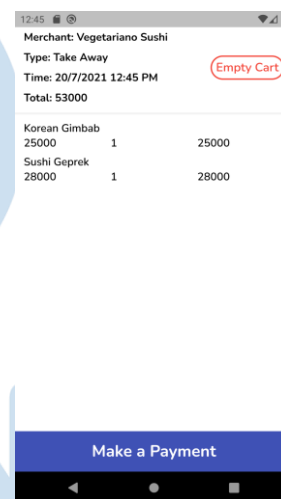 12:45
Merchant: Vegetariano Sushi
Type: Take Away
Time: 20/7/2021 12:45 PM
Empty Cart
Total: 53000
Korean Gimbab
25000 1 25000
Sushi Geprek
28000 1 28000
Make a Payment